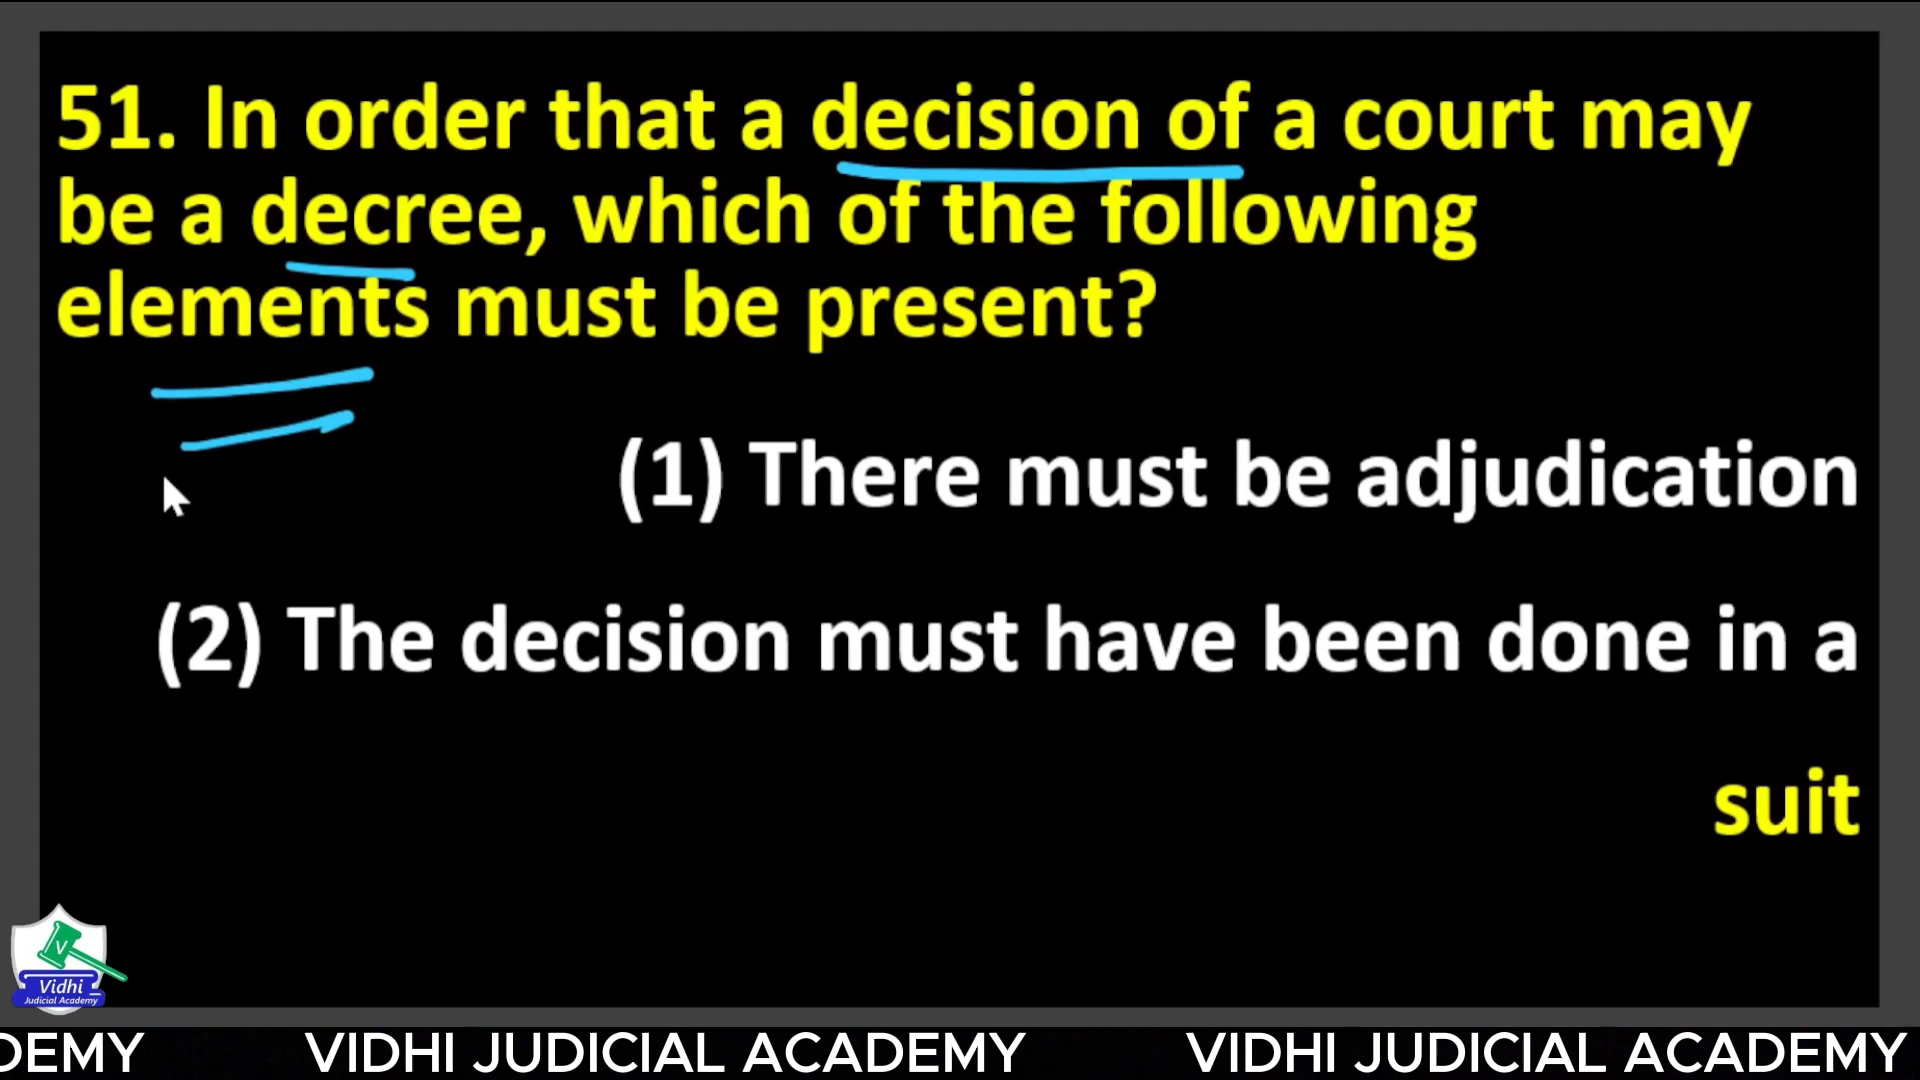 51. In order that a decision of a court may
be a decree, which of the following
elements must be present?
(1) There must be adjudication
(2) The decision must have been done in a
suit
V
Vidhi
Judicial Academy
DEMY VIDHI JUDICIAL ACADEMY VIDHI JUDICIAL ACADEMY